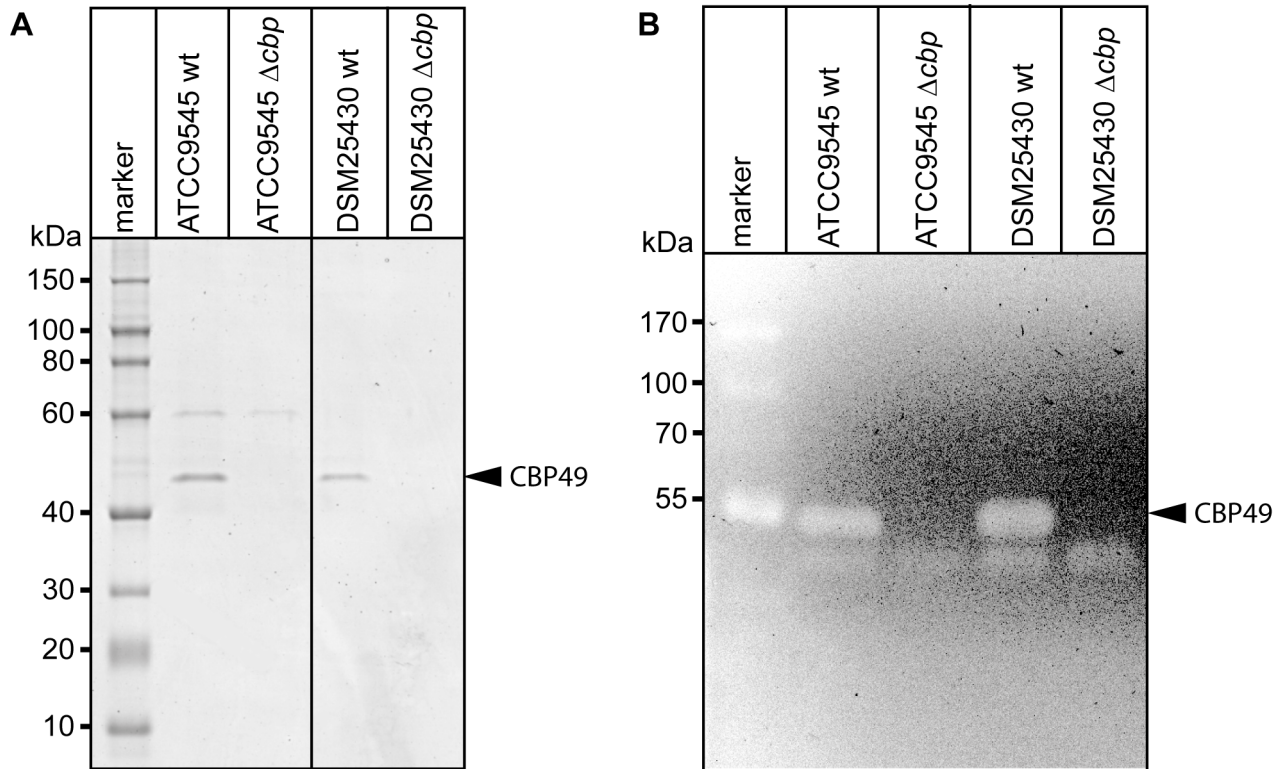 A
marker
ATCC9545 wt
ATCC9545 Δcbp
DSM25430 wt
DSM25430 Δcbp
kDa
150
100
80
60
40
30
20
10
CBP49
B
marker
ATCC9545 wt
ATCC9545 Δcbp
DSM25430 wt
DSM25430 Δcbp
kDa
170
100
70
55
CBP49